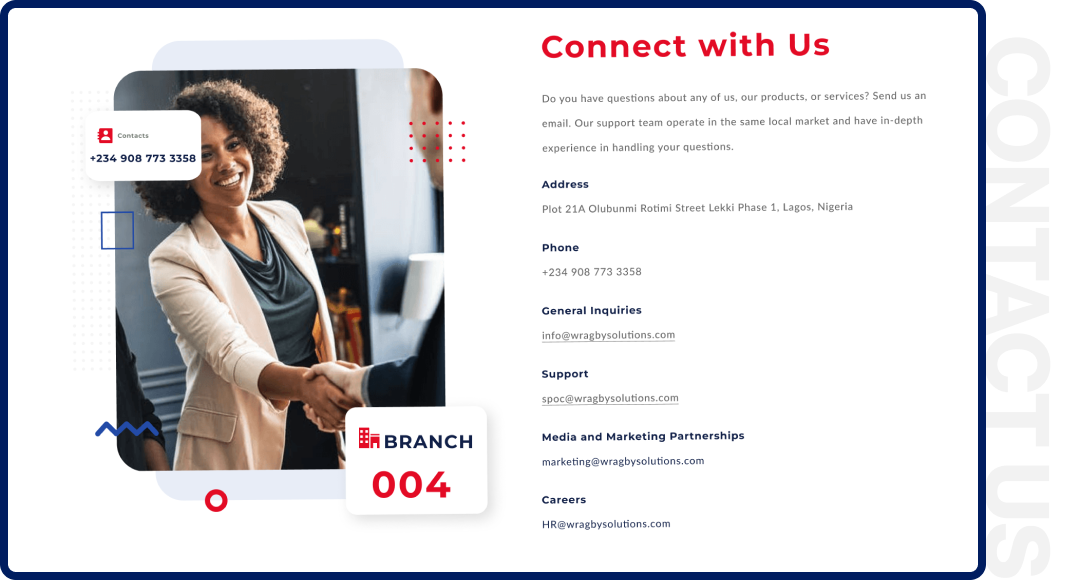 Connect with Us
Do you have questions about any of us, our products, or services? Send us an
email. Our support team operate in the same local market and have in-depth
experience in handling your questions.
Address
Plot 21A Olubunmi Rotimi Street Lekki Phase 1, Lagos, Nigeria
Phone
+234 908 773 3358
General Inquiries
info@wragbysolutions.com
Support
spoc@wragbysolutions.com
Media and Marketing Partnerships
marketing@wragbysolutions.com
Careers
HR@wragbysolutions.com
Contacts
+234 908 773 3358
BRANCH
004
CONTACT US